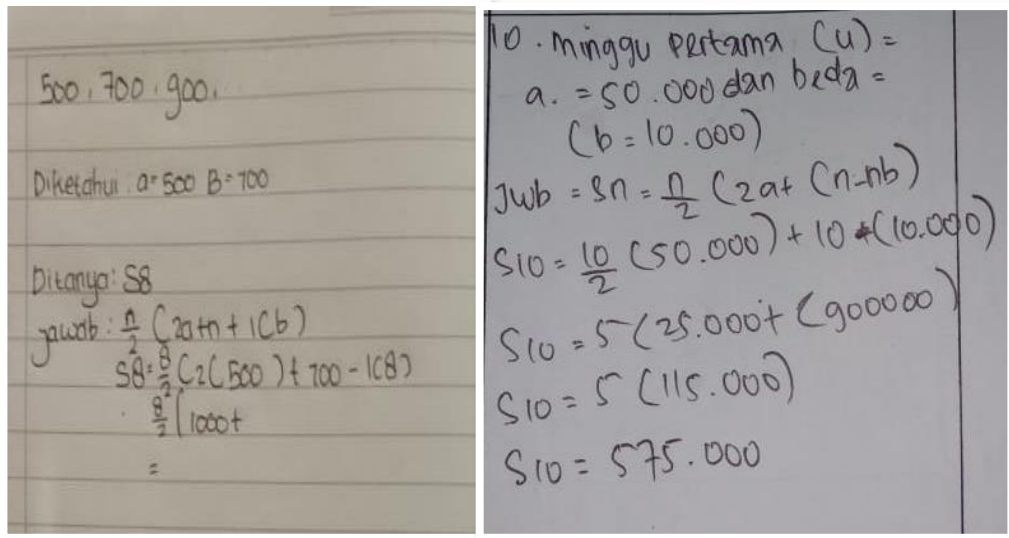 500, 700, 900,
Diketahui: a=500 B=700
Ditanya: S8
jawab: n/2 (2a+n+1(b)
S8=8/2 (2(500)+700-1(8)
8/2 (1000+
=
10. minggu pertama (u) =
a. = 50.000 dan beda =
(b = 10.000)
Jwb = Sn = n/2 (2a+ (n-nb)
S10 = 10/2 (50.000) + 10 + (10.000)
S10 = 5 (25.000+ (900000)
S10 = 5 (115.000)
S10 = 575.000